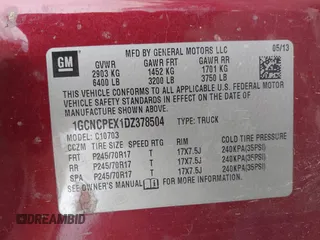 GM
MFD BY GENERAL MOTORS LLC 05/13
GVWR GAWR FRT GAWR RR
2903 KG 1452 KG 1701 KG
6400 LB 3200 LB 3750 LB
THIS VEHICLE CONFORMS TO ALL APPLICABLE U.S. FEDERAL MOTOR
VEHICLE SAFETY STANDARDS IN EFFECT ON THE DATE OF
MANUFACTURE SHOWN ABOVE.
1GCNCPEX1DZ378504 TYPE: TRUCK
C10703
CCZM TIRE SIZE SPEED RTG RIM COLD TIRE PRESSURE
FRT P245/70R17 T 17X7.5J 240KPA(35PSI)
RR P245/70R17 T 17X7.5J 240KPA(35PSI)
SPA P245/70R17 T 17X7.5J 240KPA(35PSI)
SEE OWNER'S MANUAL FOR ADDITIONAL INFORMATION.
DREAMBID